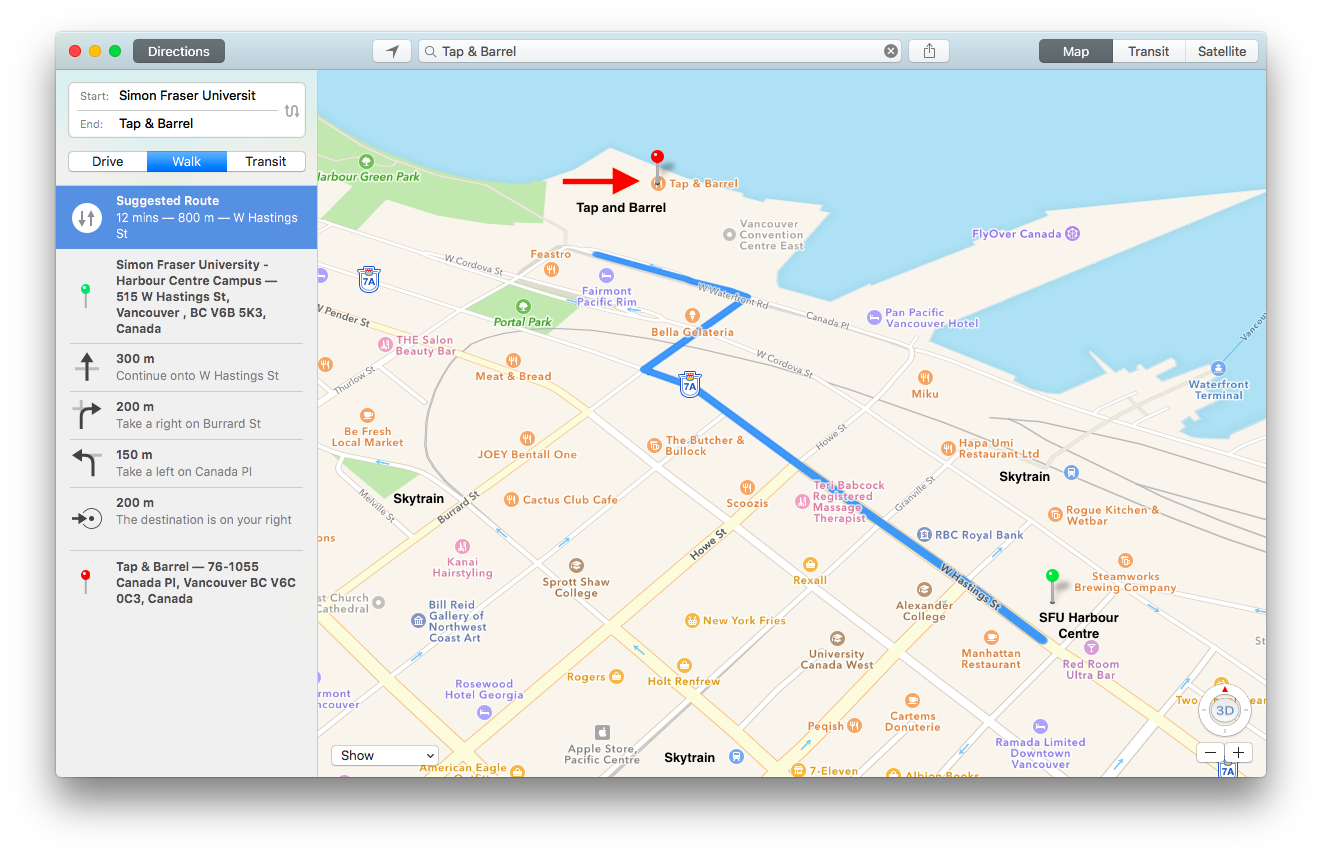 Directions
Tap & Barrel
Map
Transit
Satellite
Start: Simon Fraser Universit
End: Tap & Barrel
Drive
Walk
Transit
Suggested Route
12 mins — 800 m — W Hastings
St
Simon Fraser University -
Harbour Centre Campus —
515 W Hastings St,
Vancouver , BC V6B 5K3,
Canada
300 m
Continue onto W Hastings St
200 m
Take a right on Burrard St
150 m
Take a left on Canada Pl
200 m
The destination is on your right
Tap & Barrel — 76-1055
Canada Pl, Vancouver BC V6C
0C3, Canada
Harbour Green Park
Tap & Barrel
Tap and Barrel
Vancouver
Convention
Centre East
FlyOver Canada
Feastro
W Cordova St
7A
Fairmont
Pacific Rim
W Waterfront Rd
Canada Pl
Pan Pacific
Vancouver Hotel
Portal Park
W Pender St
Bella Gelateria
THE Salon
Beauty Bar
W Cordova St
Meat & Bread
7A
Thurlow St
Miku
Waterfront
Terminal
Be Fresh
Local Market
JOEY Bentall One
The Butcher &
Bullock
Howe St
Hapa Umi
Restaurant Ltd
Skytrain
Skytrain
Melville St
Burrard St
Cactus Club Cafe
Scoozis
Teri Babcock
Registered
Massage
Therapist
Granville St
Rogue Kitchen &
Wetbar
ons
Howe St
RBC Royal Bank
Kanai
Hairstyling
Sprott Shaw
College
Rexall
W Hastings St
Steamworks
Brewing Company
st Church
Cathedral
Bill Reid
Gallery of
Northwest
Coast Art
New York Fries
Alexander
College
SFU Harbour
Centre
University
Canada West
Manhattan
Restaurant
Red Room
Ultra Bar
St
Rogers
Holt Renfrew
Rosewood
Hotel Georgia
rmont
ncouver
Peqish
Cartems
Donuterie
Two
3D
Apple Store,
Pacific Centre
Skytrain
Ramada Limited
Downtown
Vancouver
Show
American Eagle
7-Eleven
Albion Books
7A